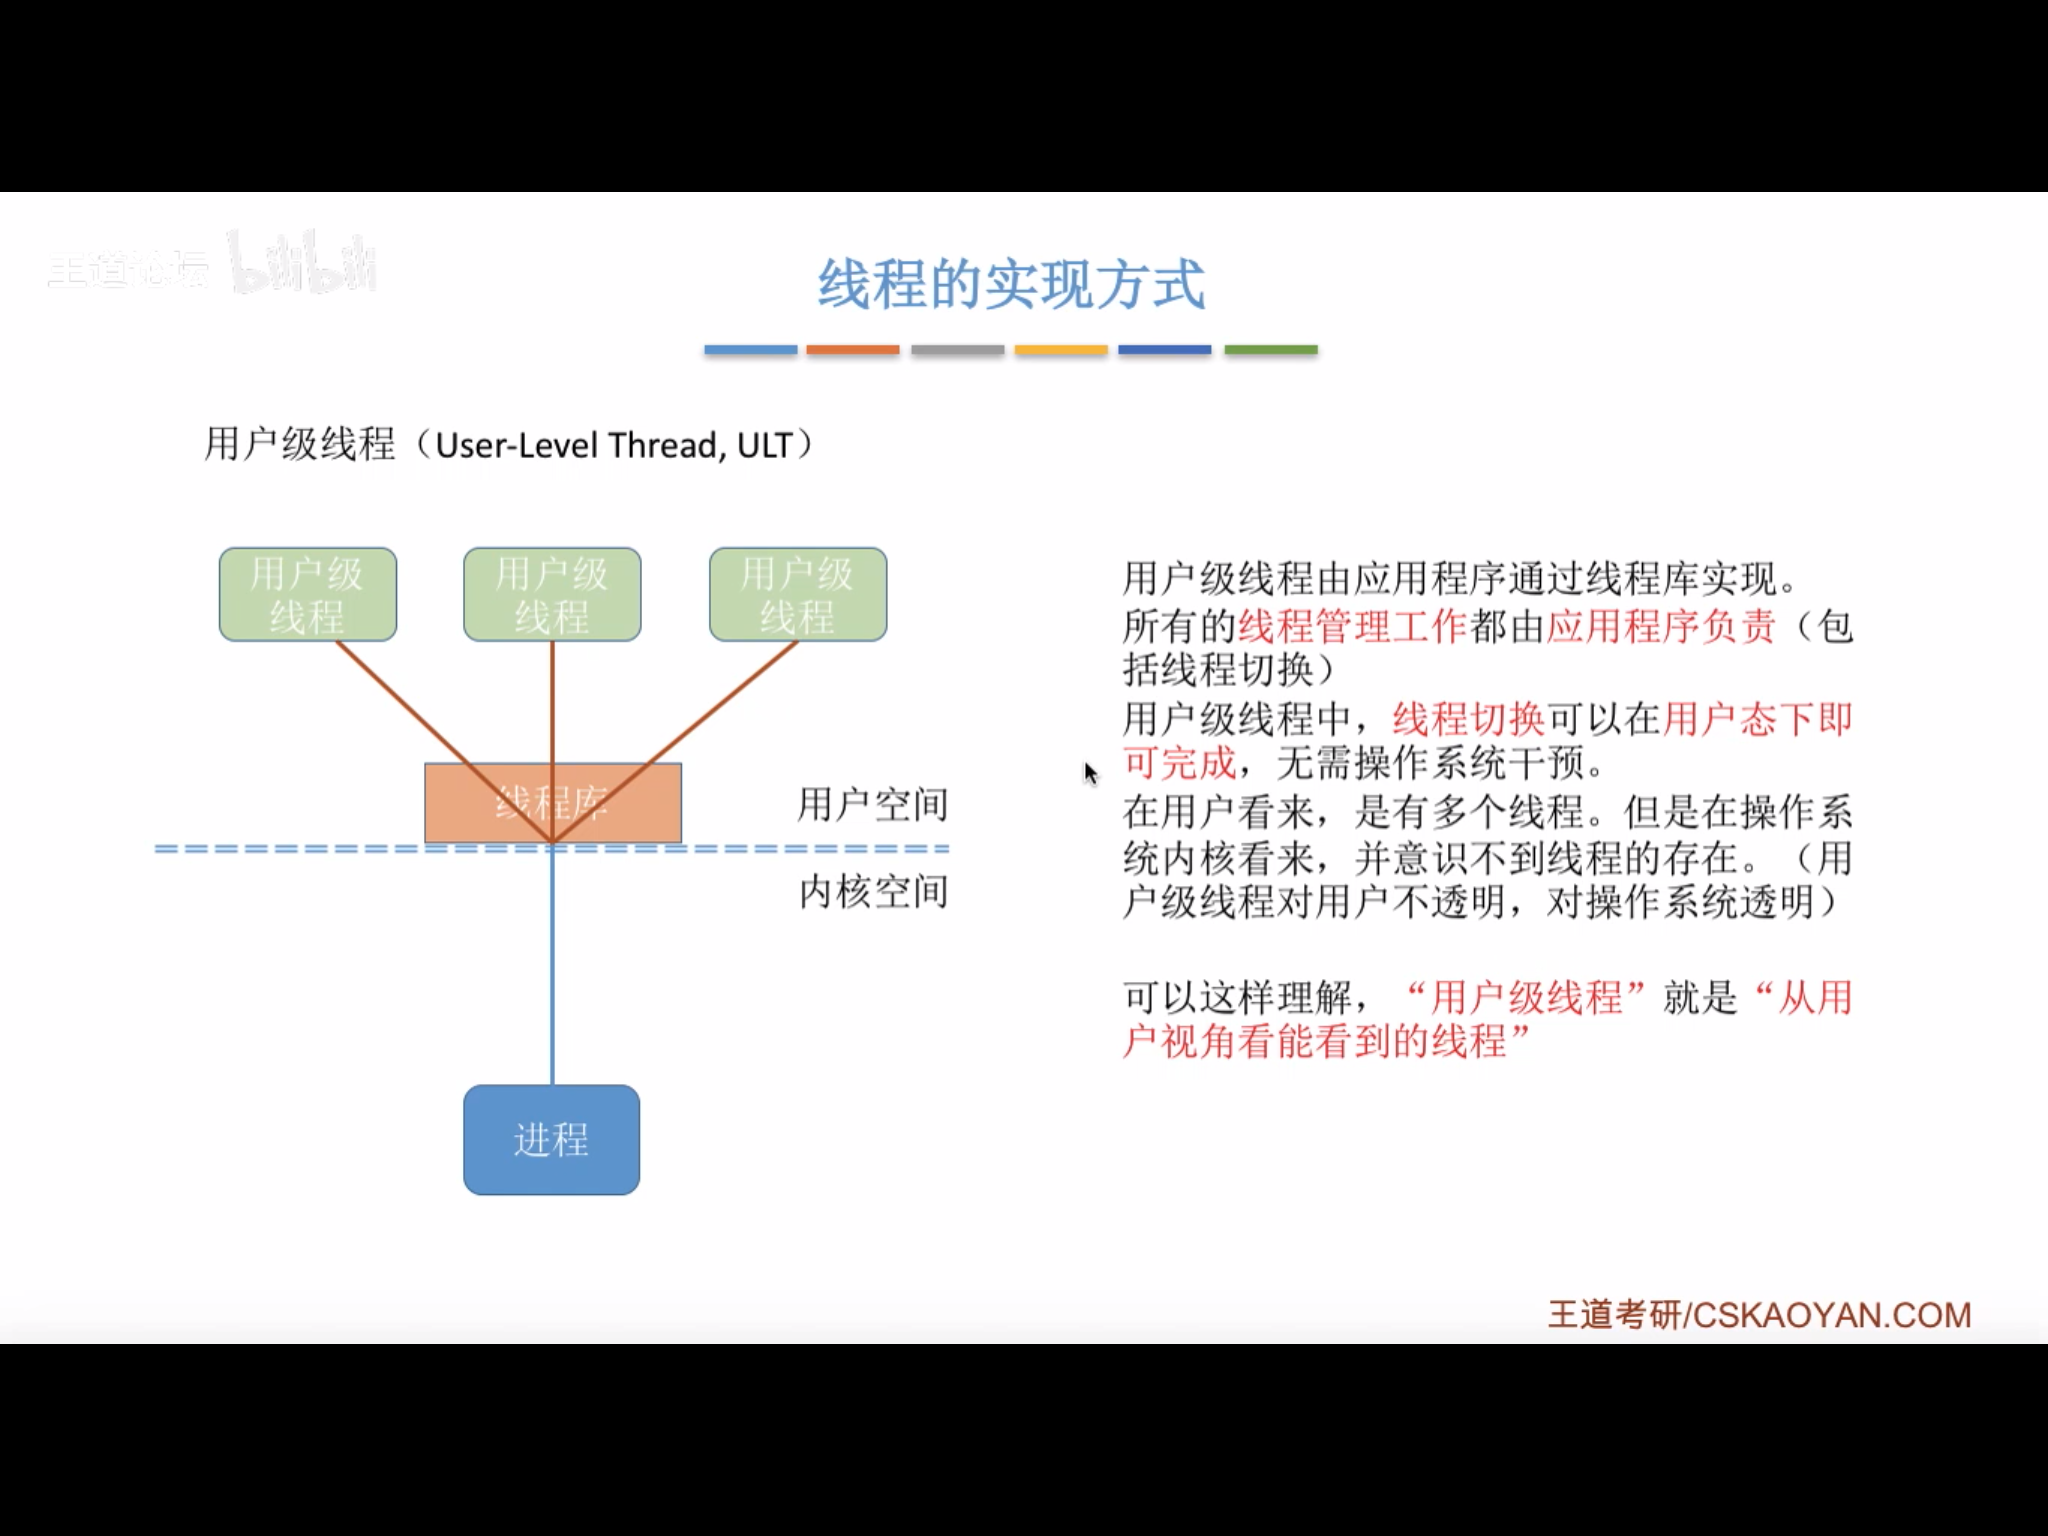 王道论坛 bilibili
线程的实现方式
用户级线程（User-Level Thread, ULT）
用户级
线程
用户级
线程
用户级
线程
线程库
用户空间
内核空间
进程
用户级线程由应用程序通过线程库实现。
所有的线程管理工作都由应用程序负责（包
括线程切换）
用户级线程中，线程切换可以在用户态下即
可完成，无需操作系统干预。
在用户看来，是有多个线程。但是在操作系
统内核看来，并意识不到线程的存在。（用
户级线程对用户不透明，对操作系统透明）
可以这样理解，“用户级线程”就是“从用
户视角看能看到的线程”
王道考研/CSKAOYAN.COM